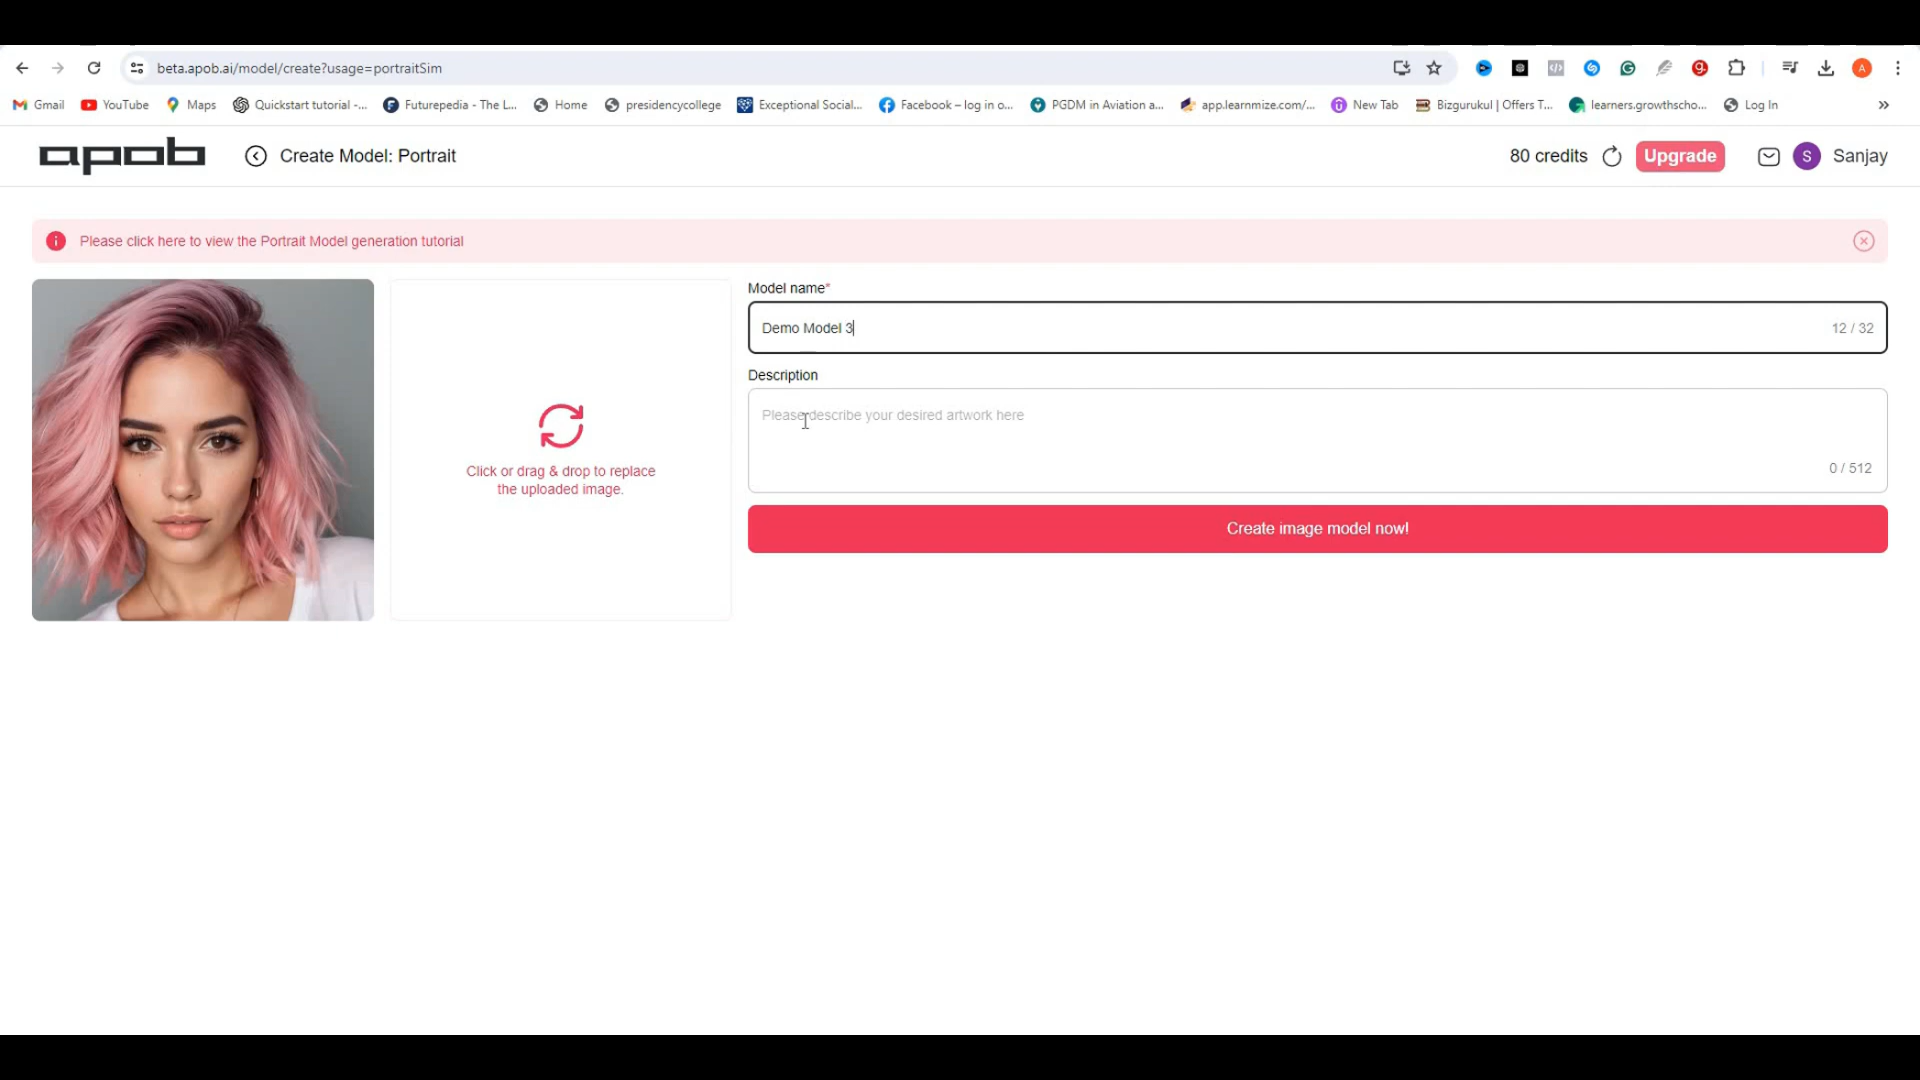 beta.apob.ai/model/create?usage=portraitSim
Gmail YouTube Maps Quickstart tutorial -... Futurepedia - The L... Home presidencycollege Exceptional Social... Facebook – log in o... PGDM in Aviation a... app.learnmize.com/... New Tab Bizgurukul | Offers T... learners.growthscho... Log In
apob Create Model: Portrait 80 credits Upgrade S Sanjay
Please click here to view the Portrait Model generation tutorial
Model name*
Demo Model 3 12 / 32
Description
Please describe your desired artwork here
0 / 512
Click or drag & drop to replace
the uploaded image.
Create image model now!